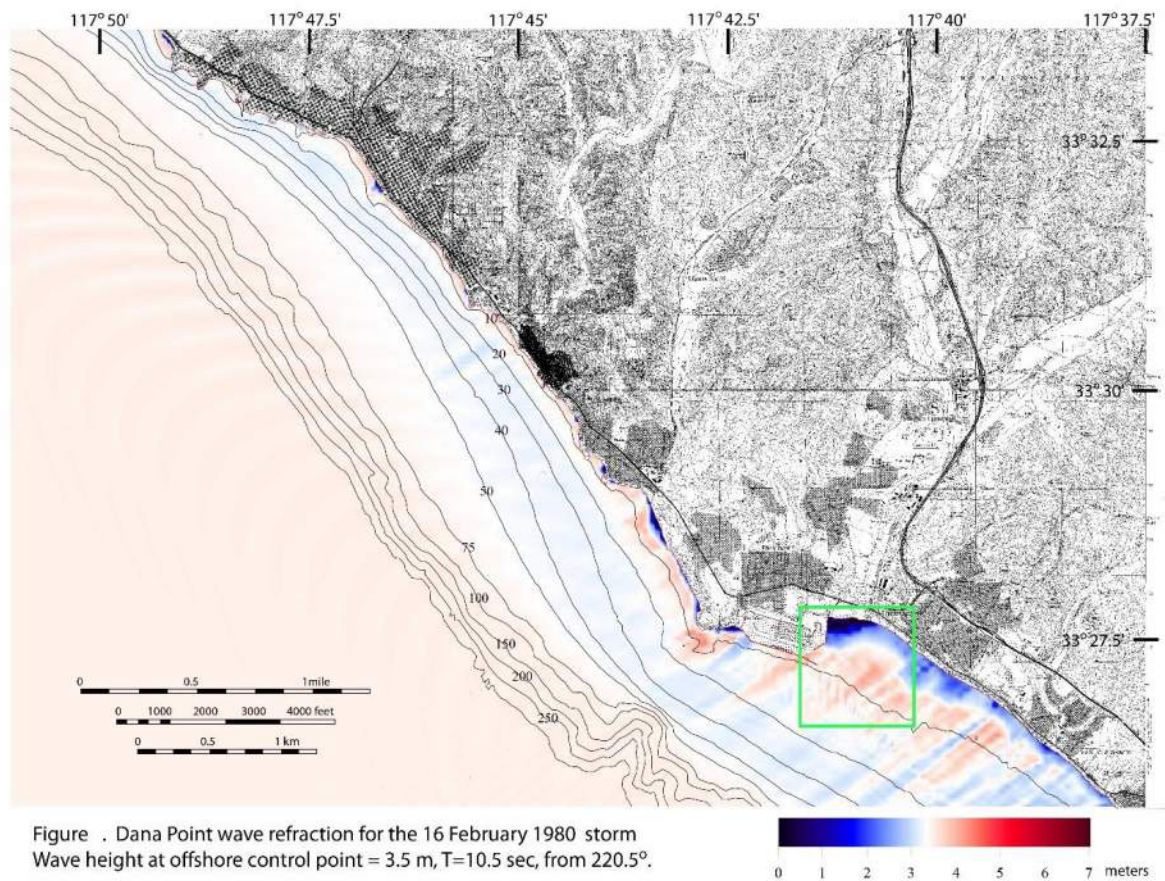 117° 50' 117° 47.5' 117° 45' 117° 42.5' 117° 40' 117° 37.5'
33° 32.5'
10
20
33° 30'
30
40
50
75
100
33° 27.5'
150
200
250
0 0.5 1mile
0 1000 2000 3000 4000 feet
0 0.5 1 km
Figure . Dana Point wave refraction for the 16 February 1980 storm
Wave height at offshore control point = 3.5 m, T=10.5 sec, from 220.5°.
0 1 2 3 4 5 6 7 meters